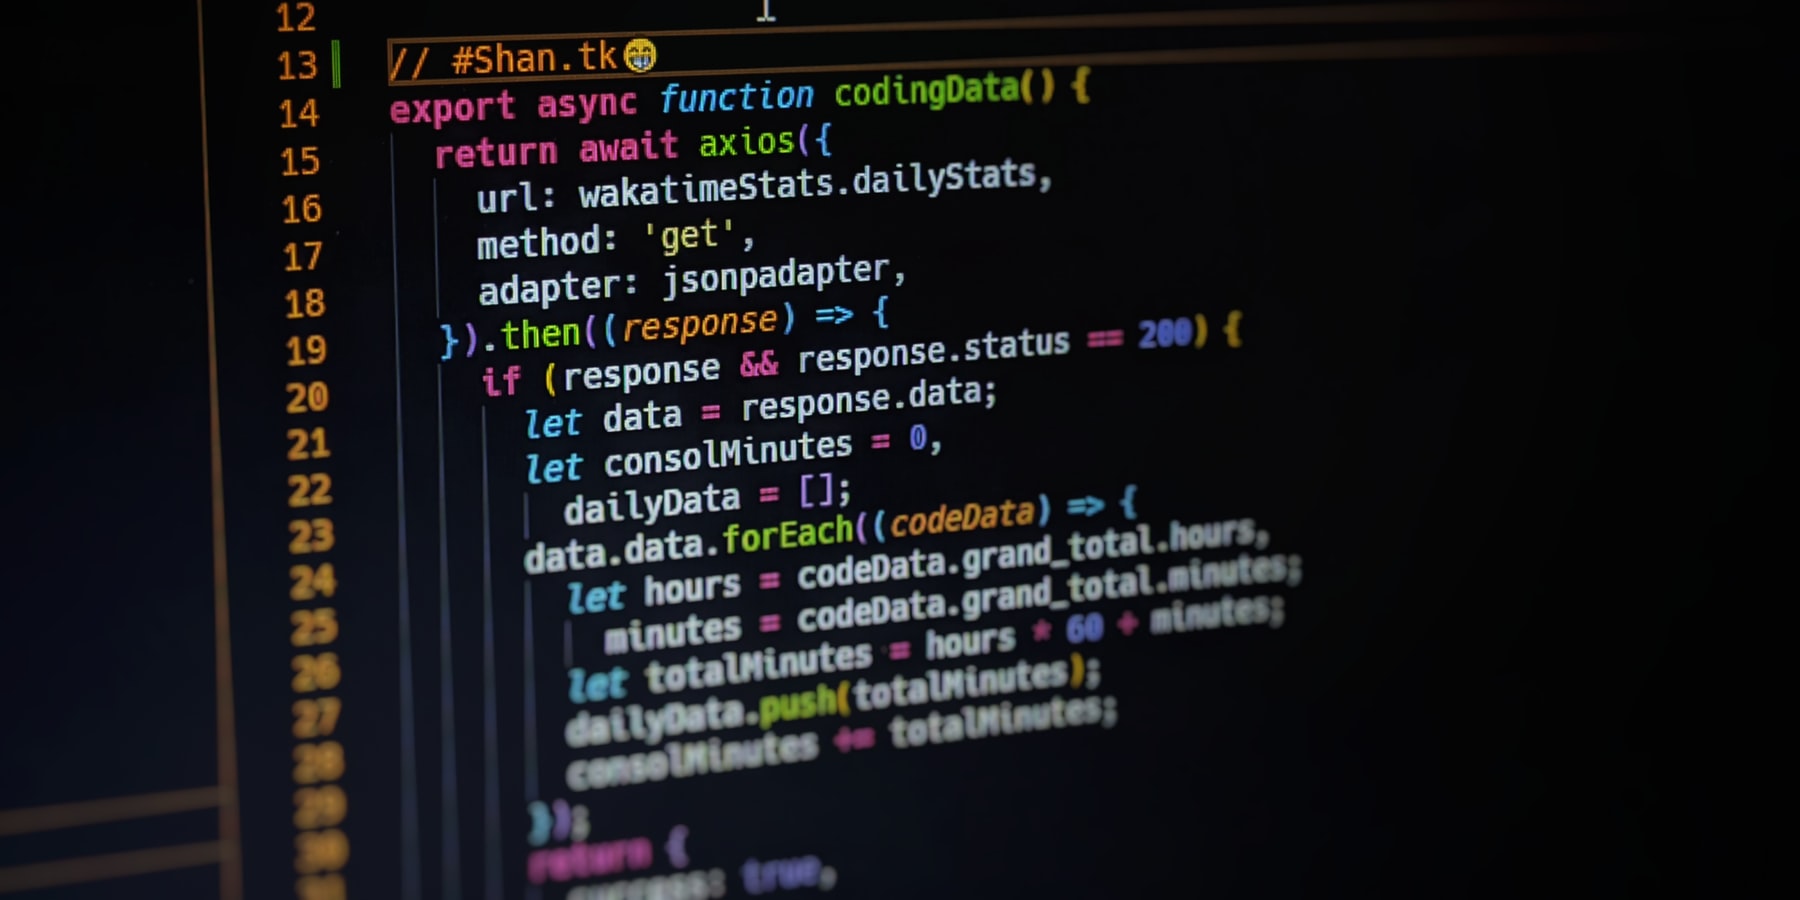 12
13 // #Shan.tk😁
14 export async function codingData() {
15 return await axios({
16 url: wakatimeStats.dailyStats,
17 method: 'get',
18 adapter: jsonpadapter,
19 }).then((response) => {
20 if (response && response.status == 200) {
21 let data = response.data;
22 let consolMinutes = 0,
23 dailyData = [];
24 data.data.forEach((codeData) => {
25 let hours = codeData.grand_total.hours,
26 minutes = codeData.grand_total.minutes;
27 let totalMinutes = hours * 60 + minutes;
28 dailyData.push(totalMinutes);
29 consolMinutes += totalMinutes;
30 });
return {
success: true,